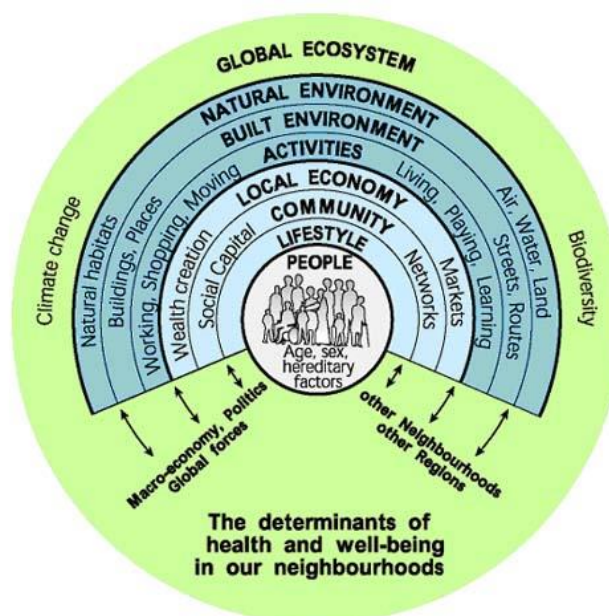 GLOBAL ECOSYSTEM
NATURAL ENVIRONMENT
BUILT ENVIRONMENT
ACTIVITIES
LOCAL ECONOMY
COMMUNITY
LIFESTYLE
PEOPLE
Age, sex,
hereditary
factors
Climate change
Natural habitats
Buildings, Places
Working, Shopping, Moving
Wealth creation
Social Capital
Networks
Markets
Living, Playing, Learning
Streets, Routes
Air, Water, Land
Biodiversity
Macro-economy, Politics
Global forces
other Neighbourhoods
other Regions
The determinants of
health and well-being
in our neighbourhoods